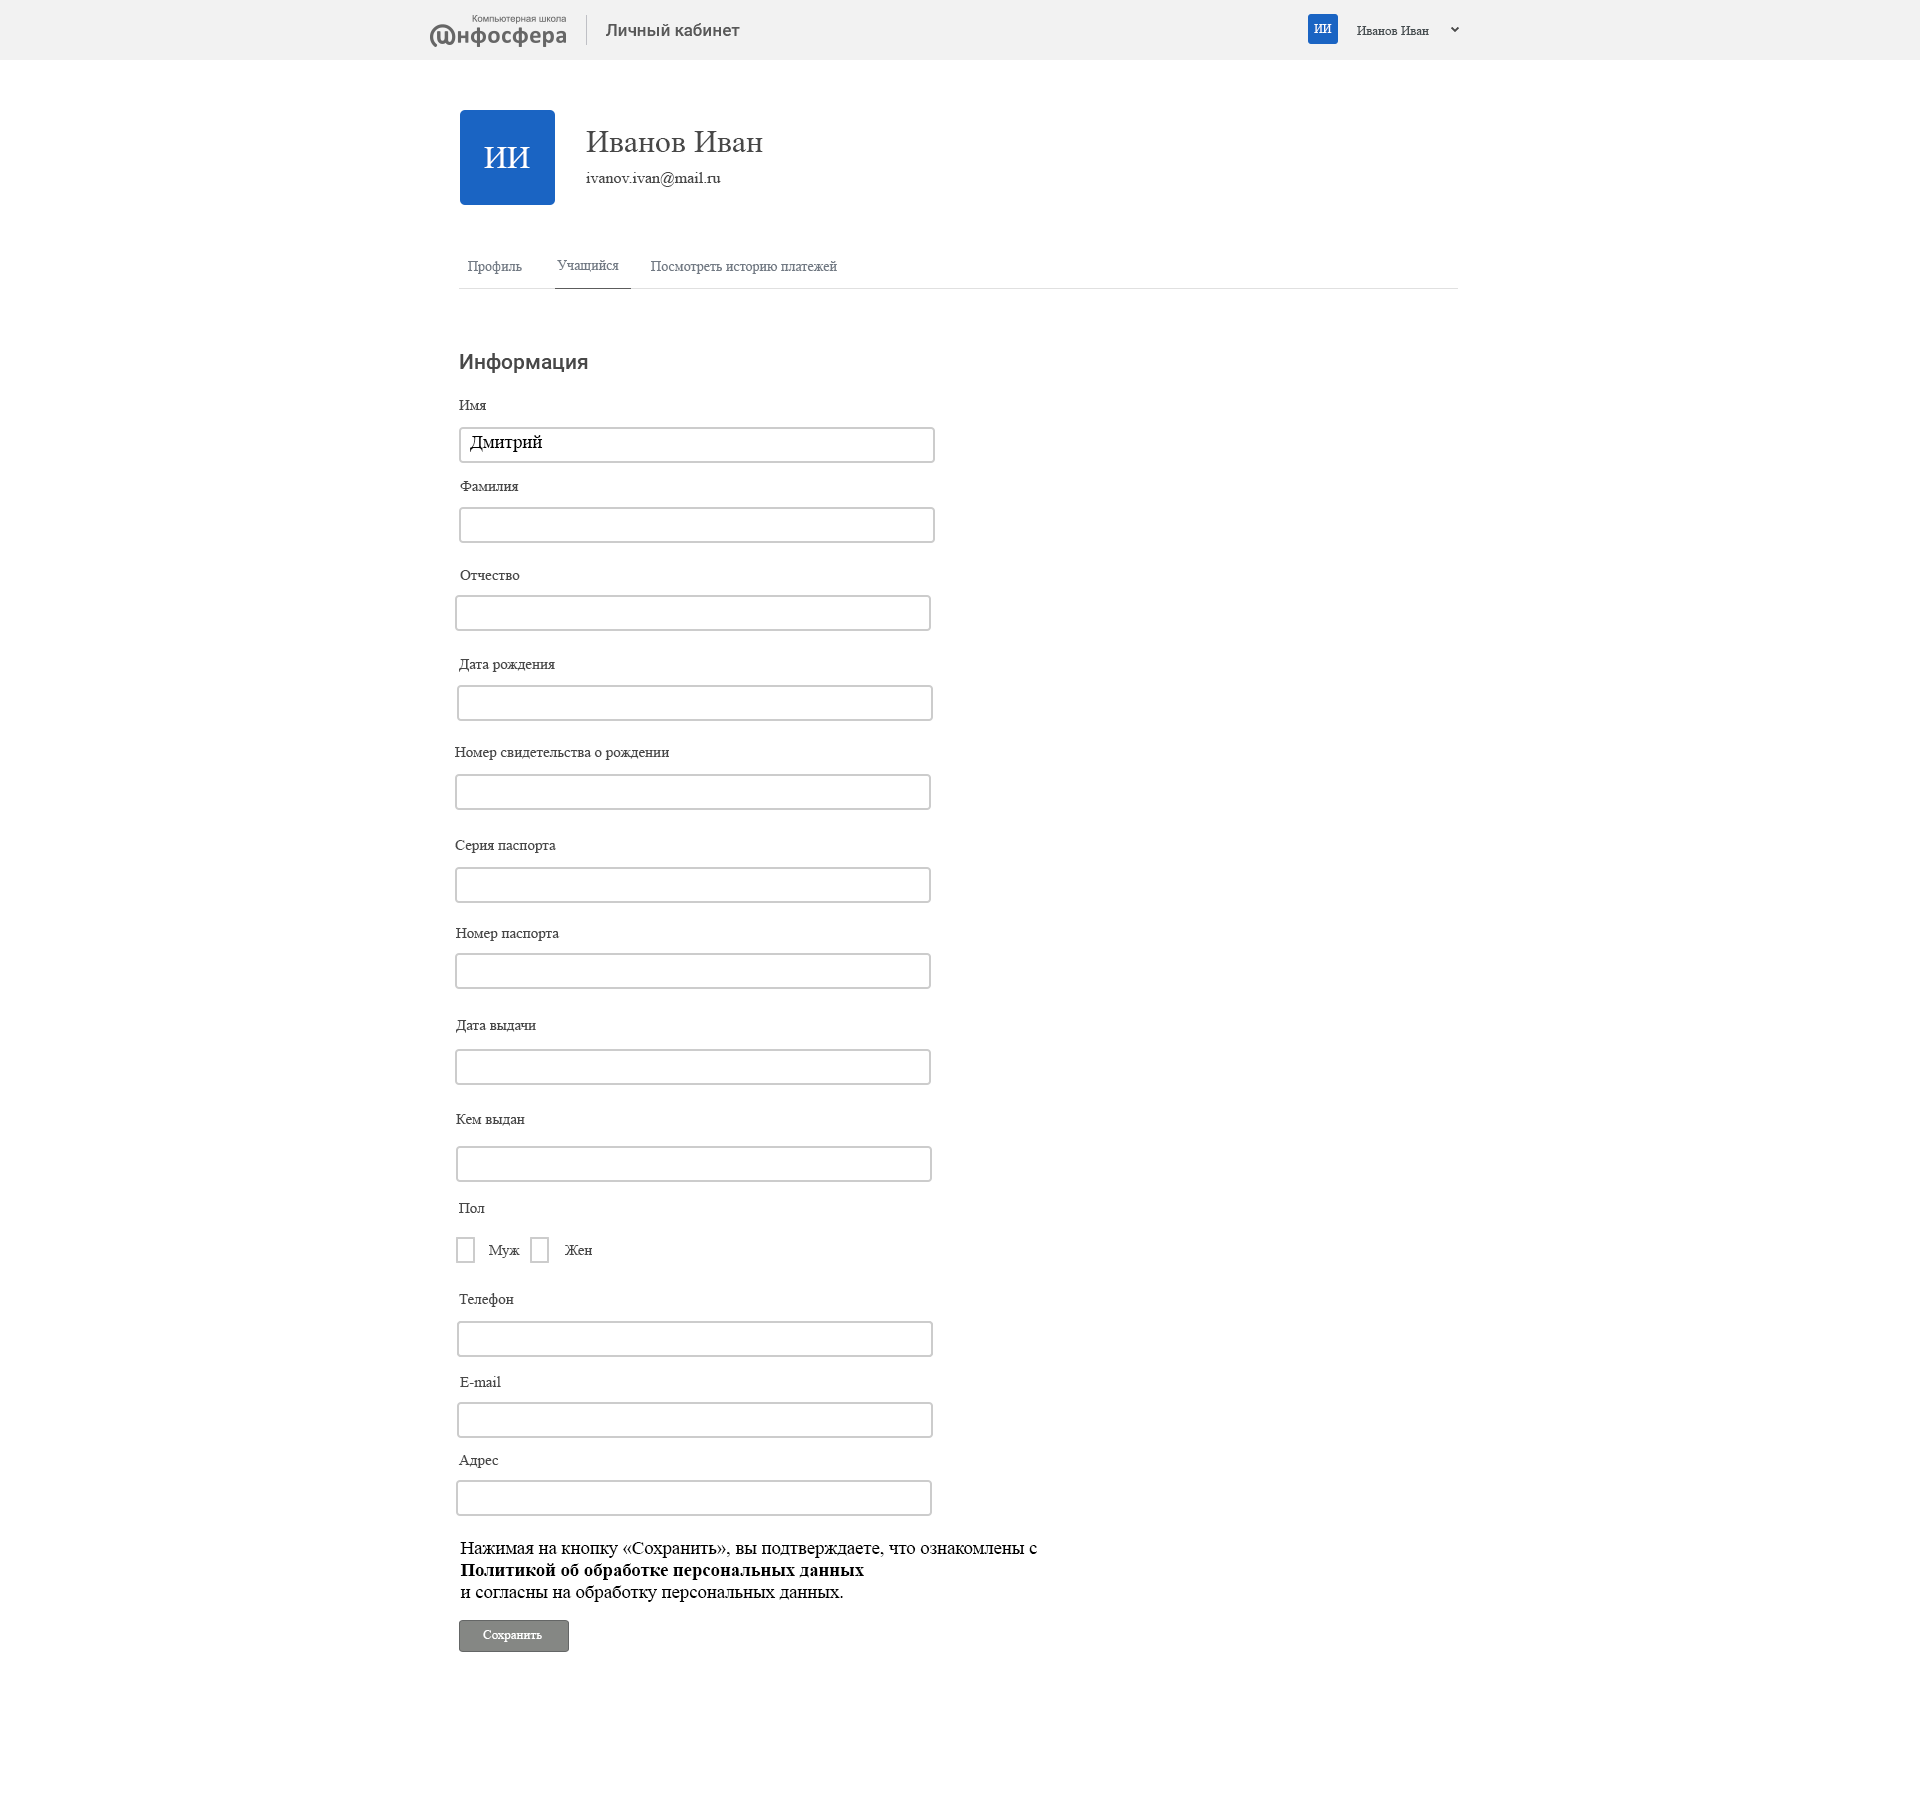 Компьютерная школа
Инфосфера
Личный кабинет
ИИ
Иванов Иван
ИИ
Иванов Иван
ivanov.ivan@mail.ru
Профиль
Учащийся
Посмотреть историю платежей
Информация
Имя
Дмитрий
Фамилия
Отчество
Дата рождения
Номер свидетельства о рождении
Серия паспорта
Номер паспорта
Дата выдачи
Кем выдан
Пол
Муж
Жен
Телефон
E-mail
Адрес
Нажимая на кнопку «Сохранить», вы подтверждаете, что ознакомлены с
Политикой об обработке персональных данных
и согласны на обработку персональных данных.
Сохранить